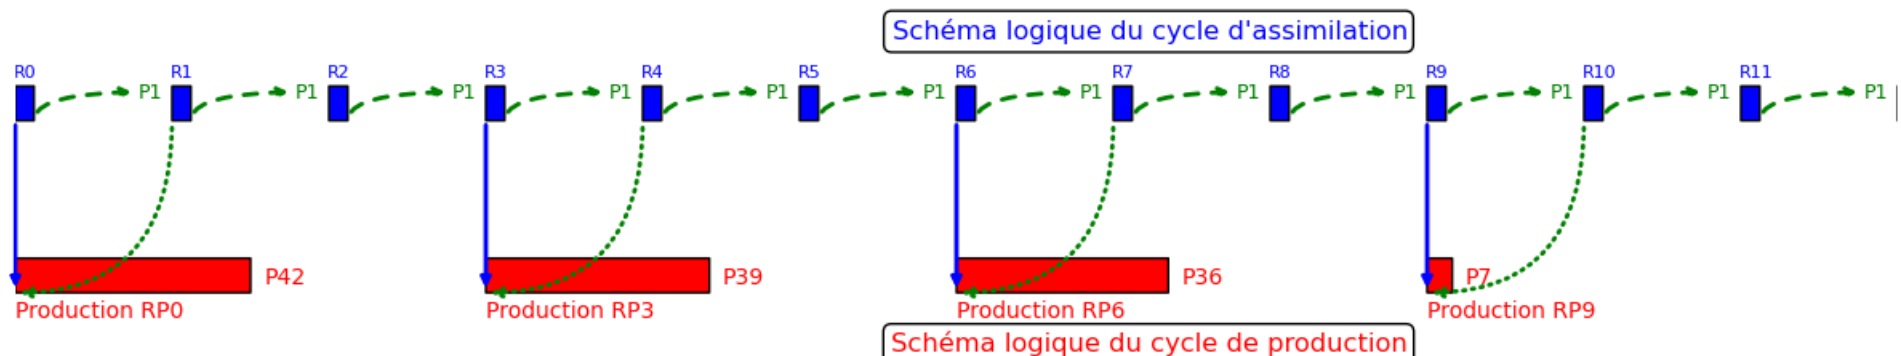 Schéma logique du cycle d'assimilation
R0 R1 R2 R3 R4 R5 R6 R7 R8 R9 R10 R11
P1 P1 P1 P1 P1 P1 P1 P1 P1 P1 P1 P1
P42 P39 P36 P7
Production RP0 Production RP3 Production RP6 Production RP9
Schéma logique du cycle de production